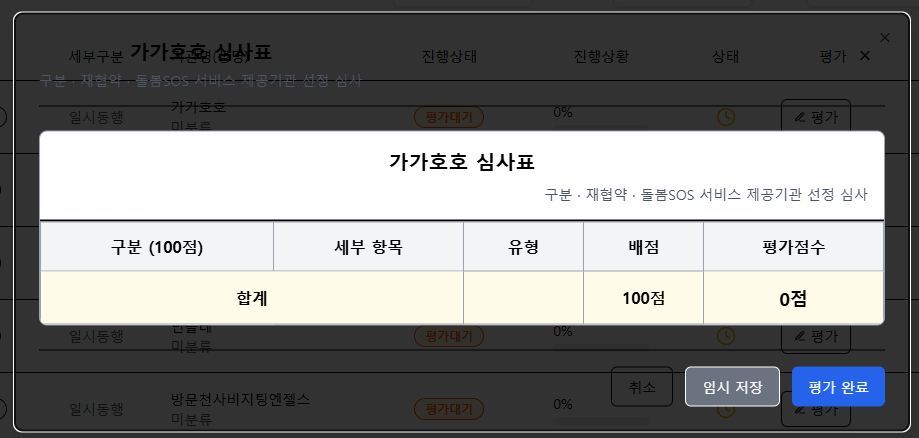 세부구분 기관명(성명) 진행상태 진행상황 상태 평가
가가호호 심사표
구분 · 재협약 · 돌봄SOS 서비스 제공기관 선정 심사
일시동행 가가호호 평가대기 0% 평가
미분류
가가호호 심사표
구분 · 재협약 · 돌봄SOS 서비스 제공기관 선정 심사
구분 (100점) 세부 항목 유형 배점 평가점수
합계 100점 0점
일시동행 평가대기 0% 평가
미분류
취소 임시 저장 평가 완료
일시동행 방문천사비지팅엔젤스 평가대기 0% 평가
미분류